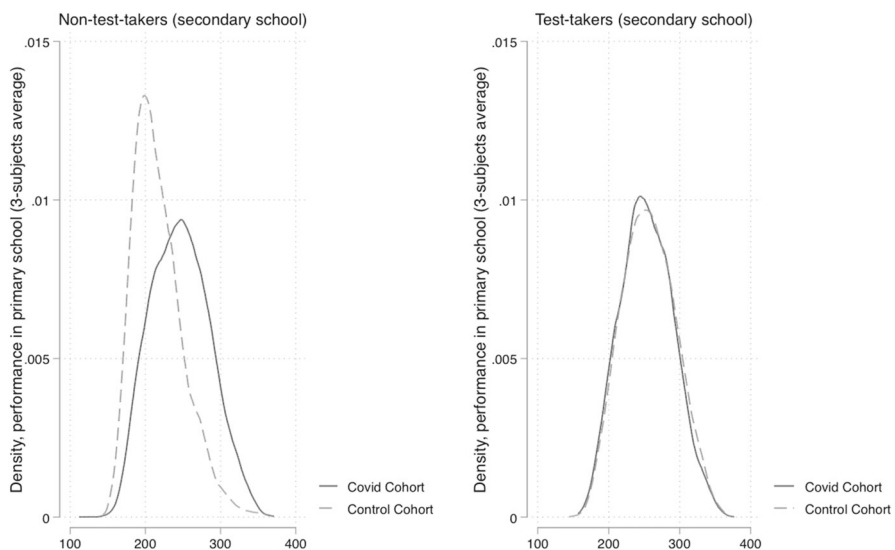 Non-test-takers (secondary school)
Density, performance in primary school (3-subjects average)
.015
.01
.005
0
100
200
300
400
Covid Cohort
Control Cohort
Test-takers (secondary school)
Density, performance in primary school (3-subjects average)
.015
.01
.005
0
100
200
300
400
Covid Cohort
Control Cohort